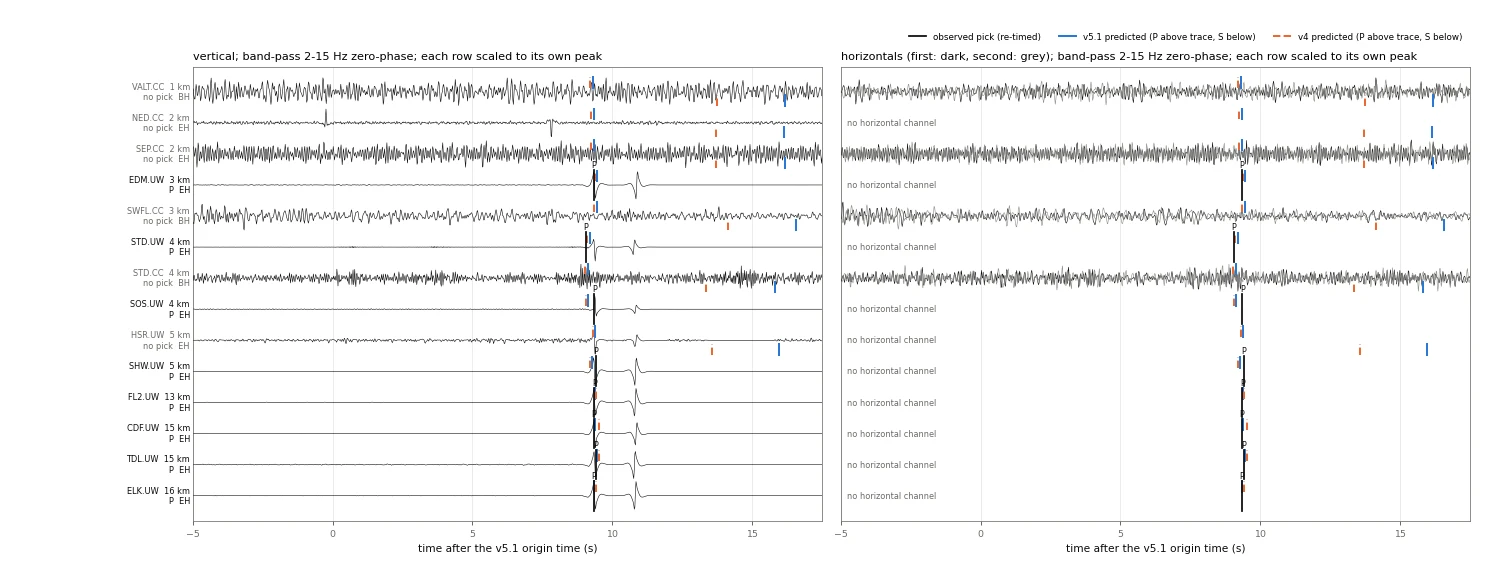 observed pick (re-timed)
v5.1 predicted (P above trace, S below)
v4 predicted (P above trace, S below)
vertical; band-pass 2-15 Hz zero-phase; each row scaled to its own peak
horizontals (first: dark, second: grey); band-pass 2-15 Hz zero-phase; each row scaled to its own peak
VALT.CC 1 km
no pick BH
NED.CC 2 km
no pick EH
no horizontal channel
SEP.CC 2 km
no pick EH
P
P
EDM.UW 3 km
P EH
no horizontal channel
SWFL.CC 3 km
no pick BH
P
P
STD.UW 4 km
P EH
no horizontal channel
STD.CC 4 km
no pick BH
P
P
SOS.UW 4 km
P EH
no horizontal channel
HSR.UW 5 km
no pick EH
no horizontal channel
P
P
SHW.UW 5 km
P EH
no horizontal channel
P
P
FL2.UW 13 km
P EH
no horizontal channel
P
P
CDF.UW 15 km
P EH
no horizontal channel
P
P
TDL.UW 15 km
P EH
no horizontal channel
P
P
ELK.UW 16 km
P EH
no horizontal channel
−5 0 5 10 15
−5 0 5 10 15
time after the v5.1 origin time (s)
time after the v5.1 origin time (s)